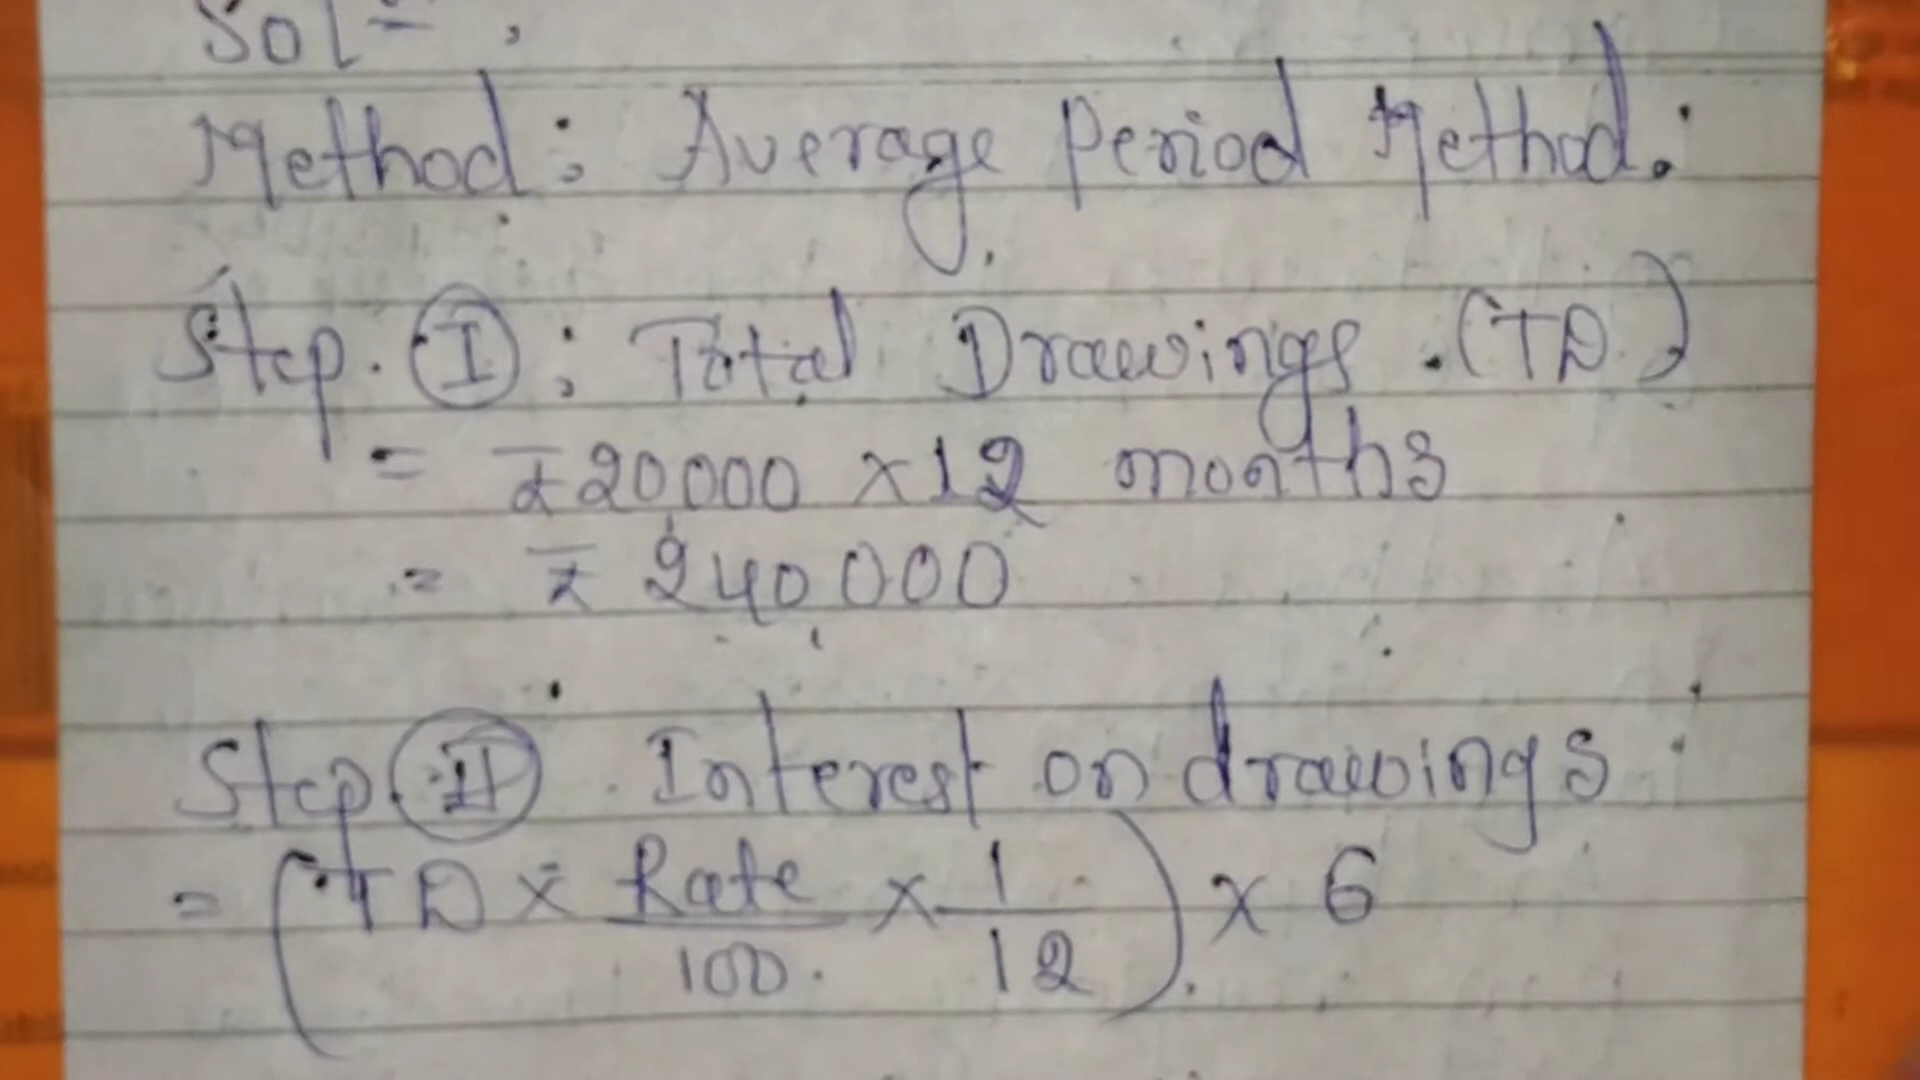 Sol= :
Method : Average Period Method :
Step. I : Total Drawings . (TD)
= ₹20000 × 12 months
= ₹ 240000
Step. II . Interest on drawings :
= (TD × Rate/100 × 1/12) × 6